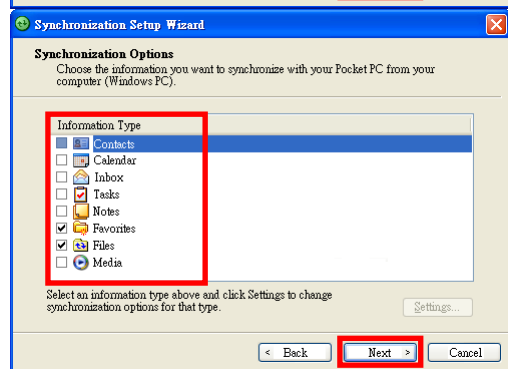 Synchronization Setup Wizard
Synchronization Options
Choose the information you want to synchronize with your Pocket PC from your
computer (Windows PC).
Information Type
Contacts
Calendar
Inbox
Tasks
Notes
Favorites
Files
Media
Select an information type above and click Settings to change
synchronization options for that type.
Settings...
< Back
Next >
Cancel